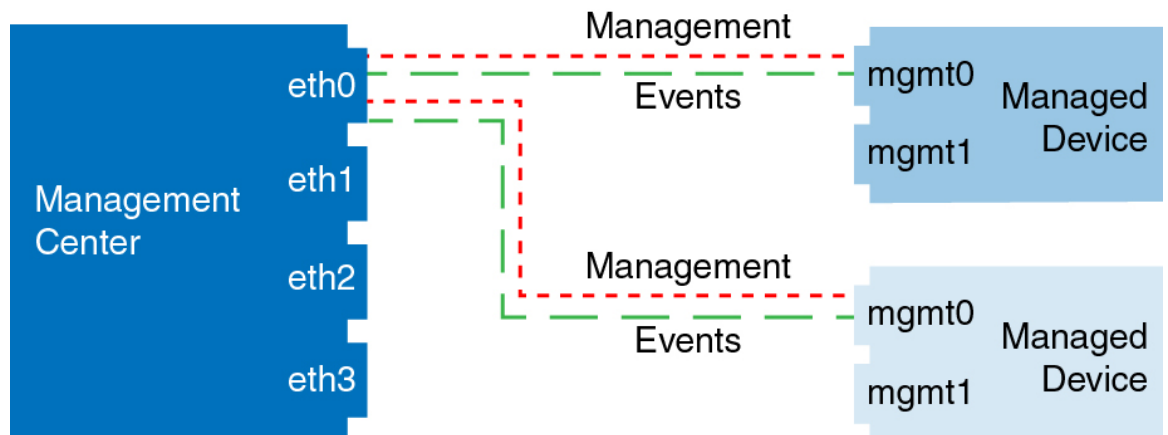 Management
Center
eth0
eth1
eth2
eth3
Management
Events
mgmt0
mgmt1
Managed
Device
Management
Events
mgmt0
mgmt1
Managed
Device